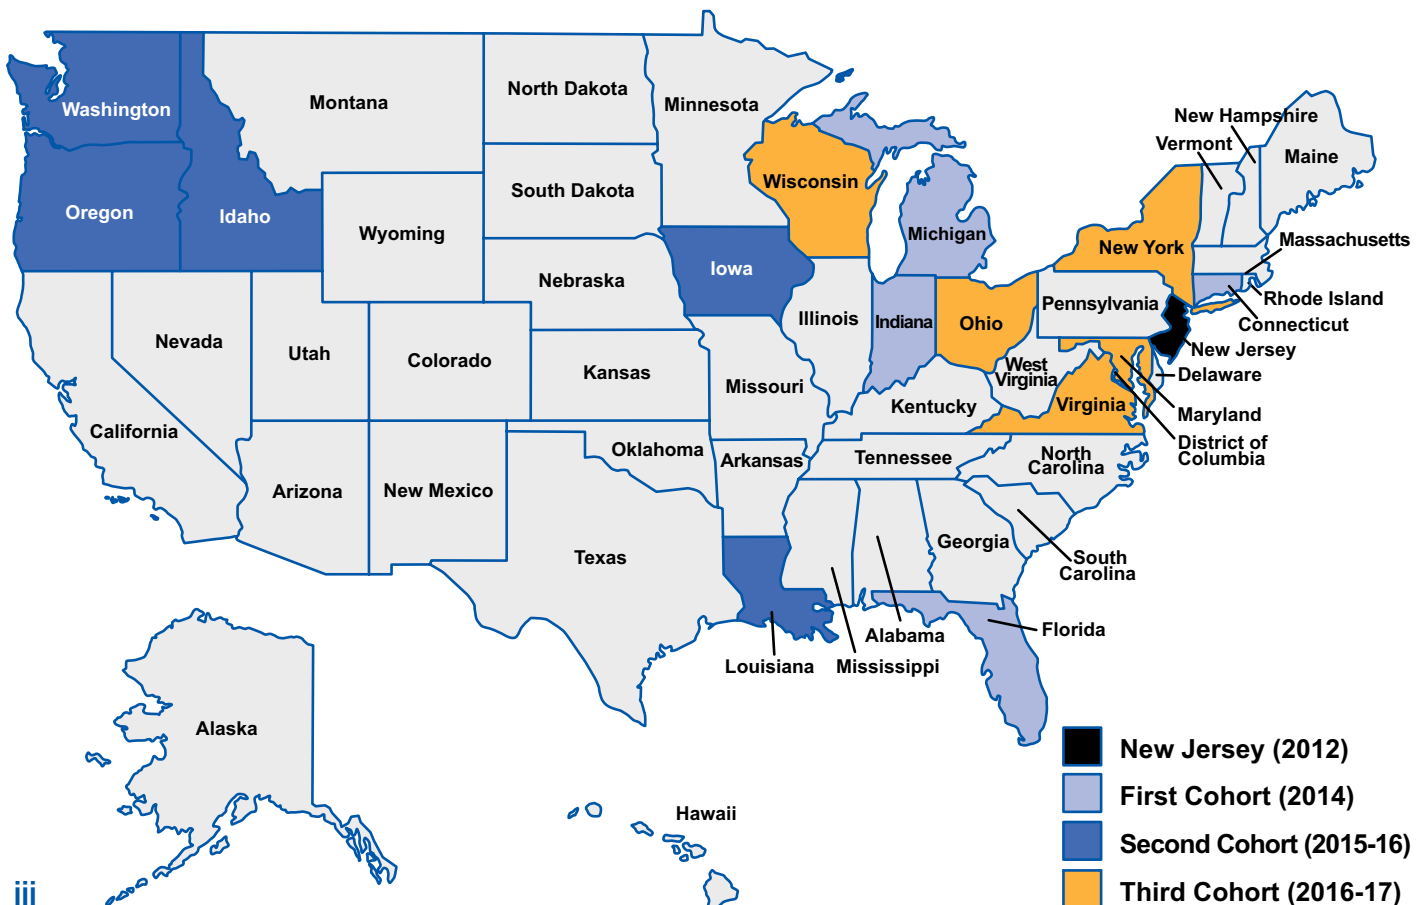 Washington
Montana
North Dakota
Minnesota
New Hampshire
Vermont
Maine
Oregon
Idaho
South Dakota
Wisconsin
Wyoming
Michigan
New York
Massachusetts
Nebraska
Iowa
Rhode Island
Connecticut
Nevada
Utah
Colorado
Kansas
Illinois
Indiana
Ohio
Pennsylvania
New Jersey
Delaware
Missouri
West
Virginia
Kentucky
Virginia
Maryland
California
District of
Columbia
Arizona
New Mexico
Oklahoma
Arkansas
Tennessee
North
Carolina
Texas
Georgia
South
Carolina
Louisiana
Mississippi
Alabama
Florida
Alaska
Hawaii
New Jersey (2012)
First Cohort (2014)
Second Cohort (2015-16)
Third Cohort (2016-17)
iii